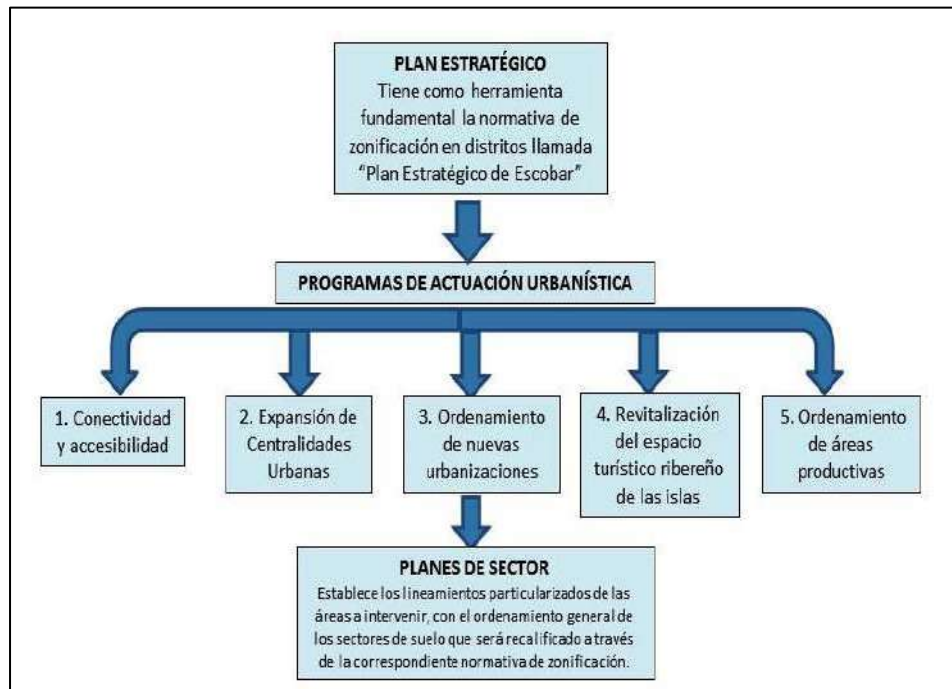 PLAN ESTRATÉGICO
Tiene como herramienta
fundamental la normativa de
zonificación en distritos llamada
"Plan Estratégico de Escobar"
PROGRAMAS DE ACTUACIÓN URBANÍSTICA
1. Conectividad
y accesibilidad
2. Expansión de
Centralidades
Urbanas
3. Ordenamiento
de nuevas
urbanizaciones
4. Revitalización
del espacio
turístico ribereño
de las islas
5. Ordenamiento
de áreas
productivas
PLANES DE SECTOR
Establece los lineamientos particularizados de las
áreas a intervenir, con el ordenamiento general de
los sectores de suelo que será recalificado a través
de la correspondiente normativa de zonificación.